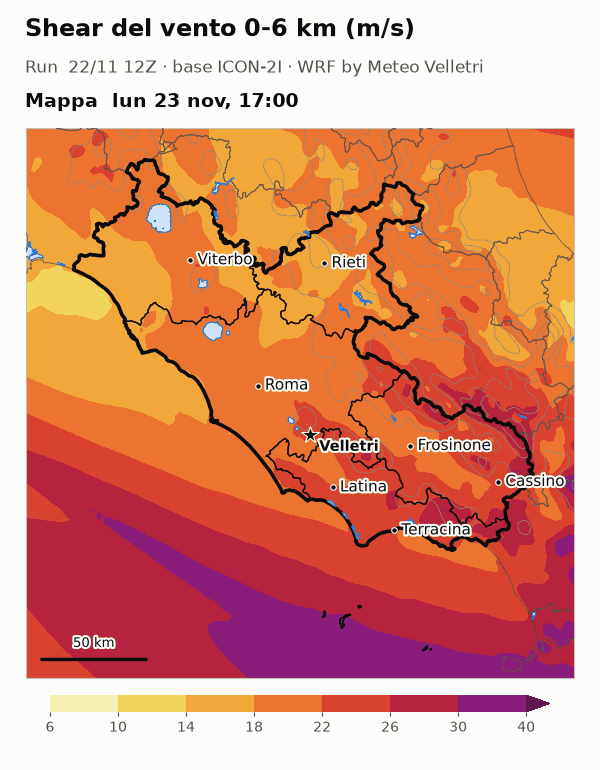 Shear del vento 0-6 km (m/s)
Run  22/11 12Z · base ICON-2I · WRF by Meteo Velletri
Mappa  lun 23 nov, 17:00
Viterbo
Rieti
Roma
Velletri
Frosinone
Cassino
Latina
Terracina
50 km
6 10 14 18 22 26 30 40